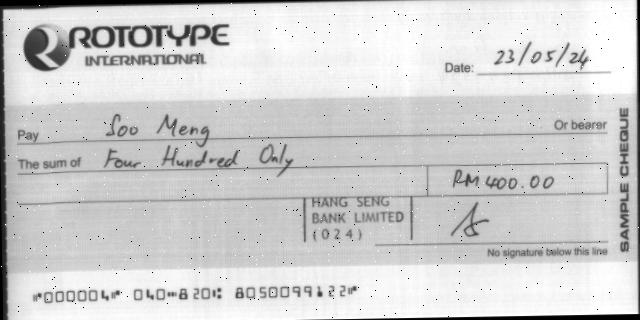 ROTOTYPE
INTERNATIONAL
Date: 23/05/24
Pay Soo Meng Or bearer
The sum of Four Hundred Only
RM 400.00
HANG SENG
BANK LIMITED
(024)
No signature below this line
SAMPLE CHEQUE
⑈000004⑈ 040⑉820⑆ 8050099122⑈